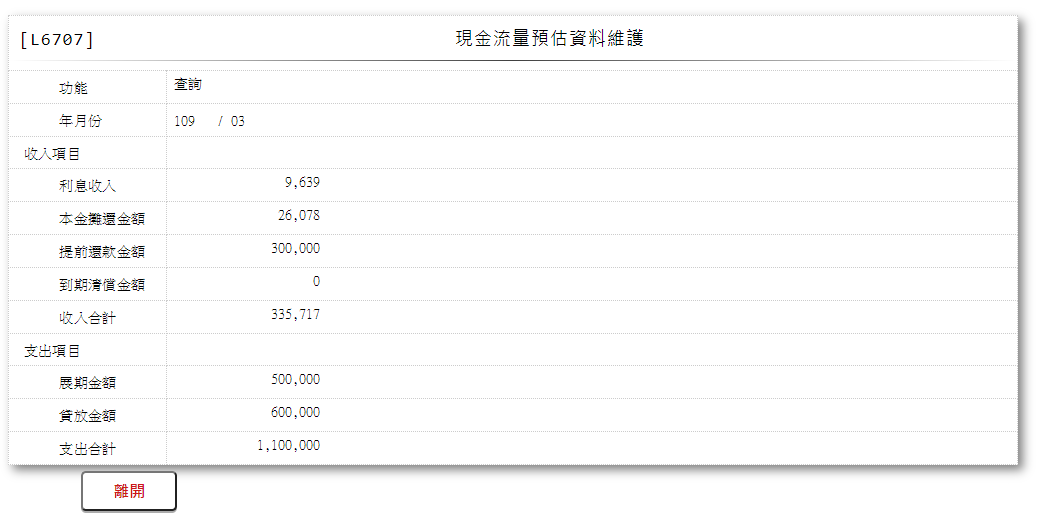 [L6707] 現金流量預估資料維護
功能 查詢
年月份 109 / 03
收入項目
利息收入 9,639
本金攤還金額 26,078
提前還款金額 300,000
到期清償金額 0
收入合計 335,717
支出項目
展期金額 500,000
貸放金額 600,000
支出合計 1,100,000
離開